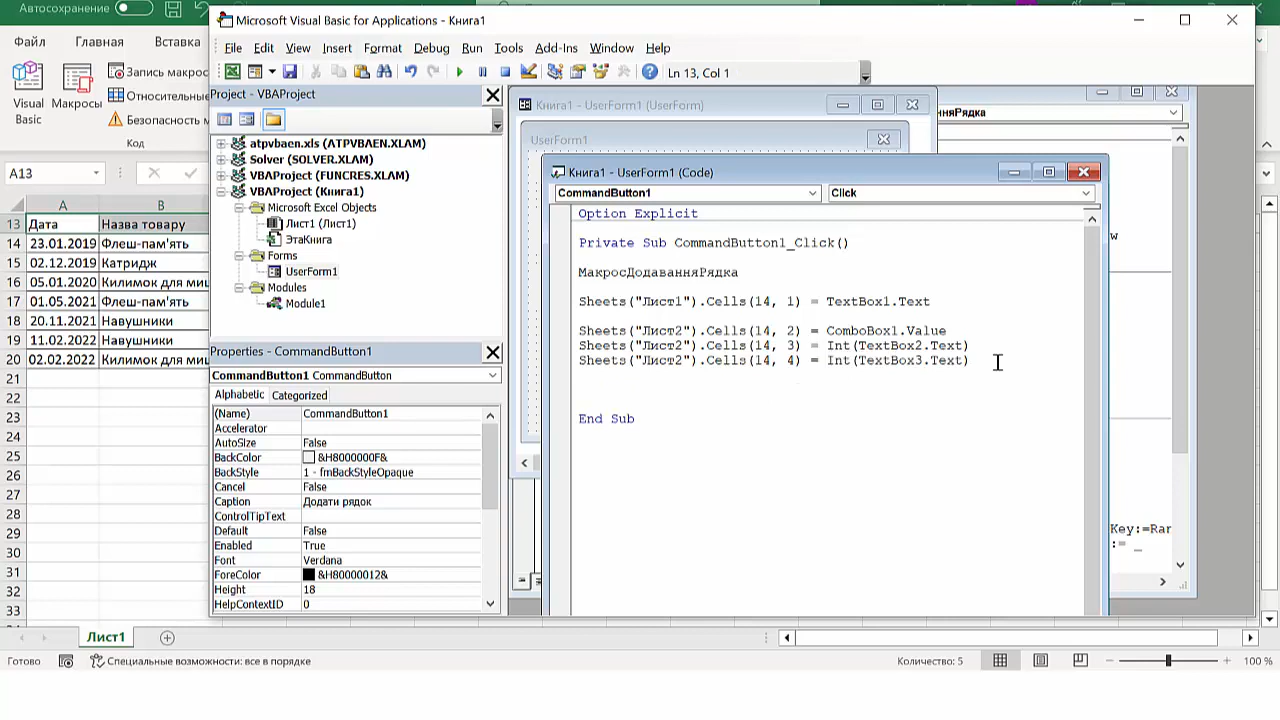 Автосохранение
Microsoft Visual Basic for Applications - Книга1
Файл Главная Вставка
File Edit View Insert Format Debug Run Tools Add-Ins Window Help
Ln 13, Col 1
Visual Basic
Макросы
Запись макрос
Относительные
Безопасность м
Код
Project - VBAProject
atpvbaen.xls (ATPVBAEN.XLAM)
Solver (SOLVER.XLAM)
VBAProject (FUNCRES.XLAM)
VBAProject (Книга1)
Microsoft Excel Objects
Лист1 (Лист1)
ЭтаКнига
Forms
UserForm1
Modules
Module1
A13
A B
13 Дата Назва товару
14 23.01.2019 Флеш-пам'ять
15 02.12.2019 Катридж
16 05.01.2020 Килимок для миш
17 01.05.2021 Флеш-пам'ять
18 20.11.2021 Навушники
19 11.02.2022 Навушники
20 02.02.2022 Килимок для миш
21
22
23
24
25
26
27
28
29
30
31
32
33
Properties - CommandButton1
CommandButton1 CommandButton
Alphabetic Categorized
(Name) CommandButton1
Accelerator
AutoSize False
BackColor &H8000000F&
BackStyle 1 - fmBackStyleOpaque
Cancel False
Caption Додати рядок
ControlTipText
Default False
Enabled True
Font Verdana
ForeColor &H80000012&
Height 18
HelpContextID 0
Книга1 - UserForm1 (UserForm)
UserForm1
няРядка
w
Key:=Ran
:= _
Книга1 - UserForm1 (Code)
CommandButton1 Click
Option Explicit
Private Sub CommandButton1_Click()
МакросДодаванняРядка
Sheets("Лист1").Cells(14, 1) = TextBox1.Text
Sheets("Лист2").Cells(14, 2) = ComboBox1.Value
Sheets("Лист2").Cells(14, 3) = Int(TextBox2.Text)
Sheets("Лист2").Cells(14, 4) = Int(TextBox3.Text)
End Sub
Лист1
Готово Специальные возможности: все в порядке Количество: 5 100 %